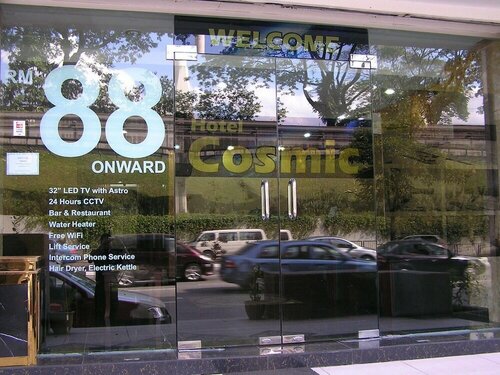 WELCOME
RM 88
ONWARD
Hotel
Cosmic
32" LED TV with Astro
24 Hours CCTV
Bar & Restaurant
Water Heater
Free WiFi
Lift Service
Intercom Phone Service
Hair Dryer, Electric Kettle